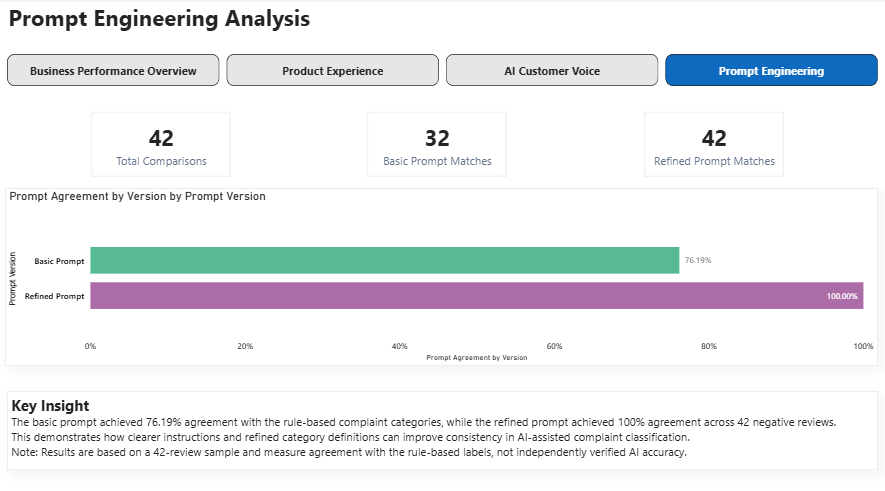 Prompt Engineering Analysis
Business Performance Overview
Product Experience
AI Customer Voice
Prompt Engineering
42
Total Comparisons
32
Basic Prompt Matches
42
Refined Prompt Matches
Prompt Agreement by Version by Prompt Version
Prompt Version
Basic Prompt
76.19%
Refined Prompt
100.00%
0%
20%
40%
60%
80%
100%
Prompt Agreement by Version
Key Insight
The basic prompt achieved 76.19% agreement with the rule-based complaint categories, while the refined prompt achieved 100% agreement across 42 negative reviews.
This demonstrates how clearer instructions and refined category definitions can improve consistency in AI-assisted complaint classification.
Note: Results are based on a 42-review sample and measure agreement with the rule-based labels, not independently verified AI accuracy.